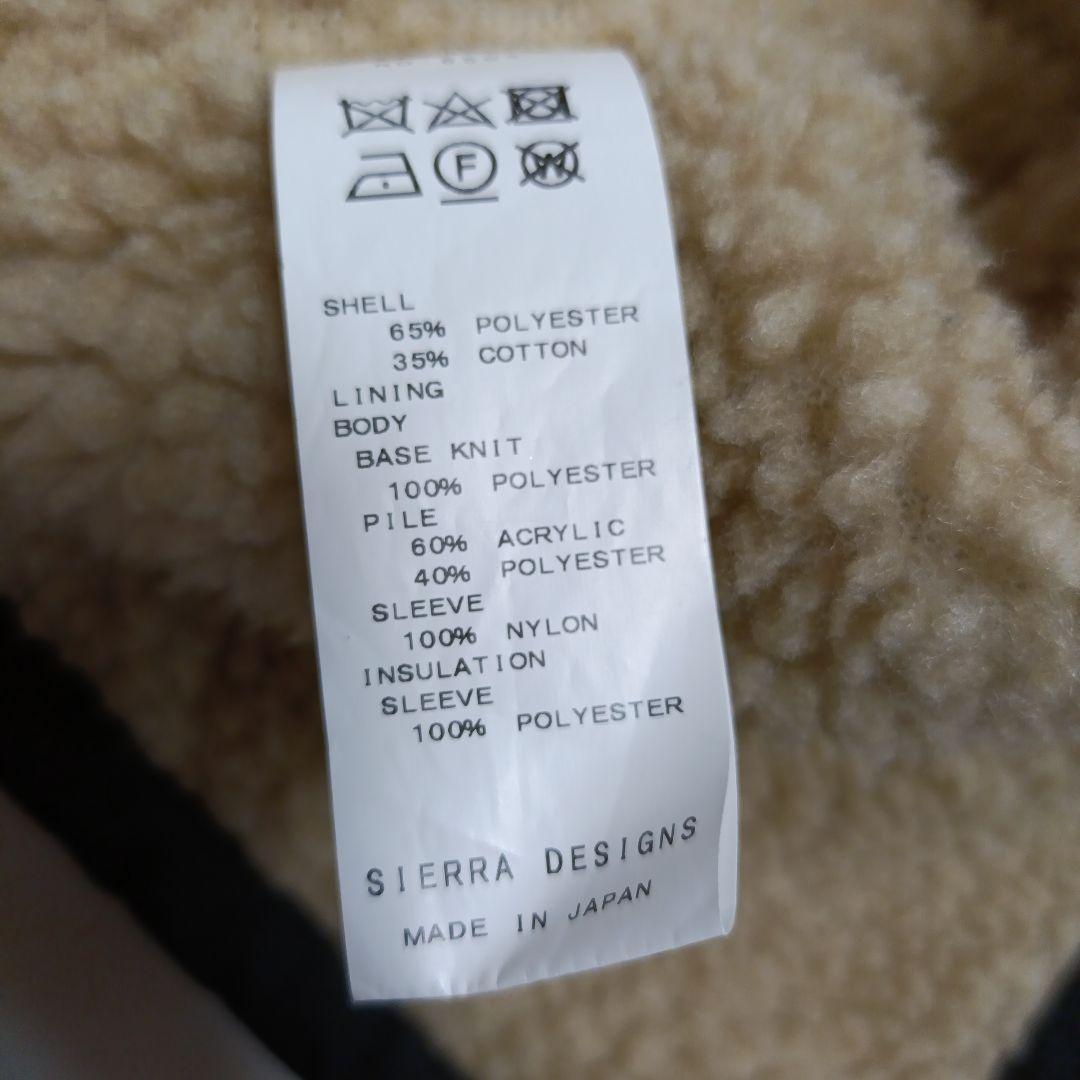 F
W
SHELL
65% POLYESTER
35% COTTON
LINING
BODY
BASE KNIT
100% POLYESTER
PILE
60% ACRYLIC
40% POLYESTER
SLEEVE
100% NYLON
INSULATION
SLEEVE
100% POLYESTER
SIERRA DESIGNS
MADE IN JAPAN